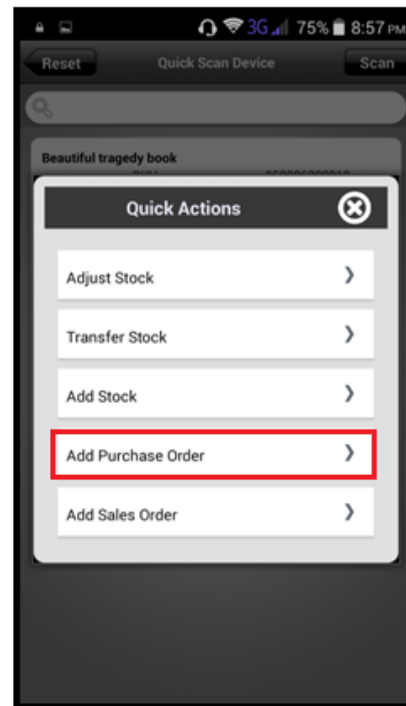 3G 75% 8:57 PM
Reset Quick Scan Device Scan
Beautiful tragedy book
Quick Actions
Adjust Stock
Transfer Stock
Add Stock
Add Purchase Order
Add Sales Order